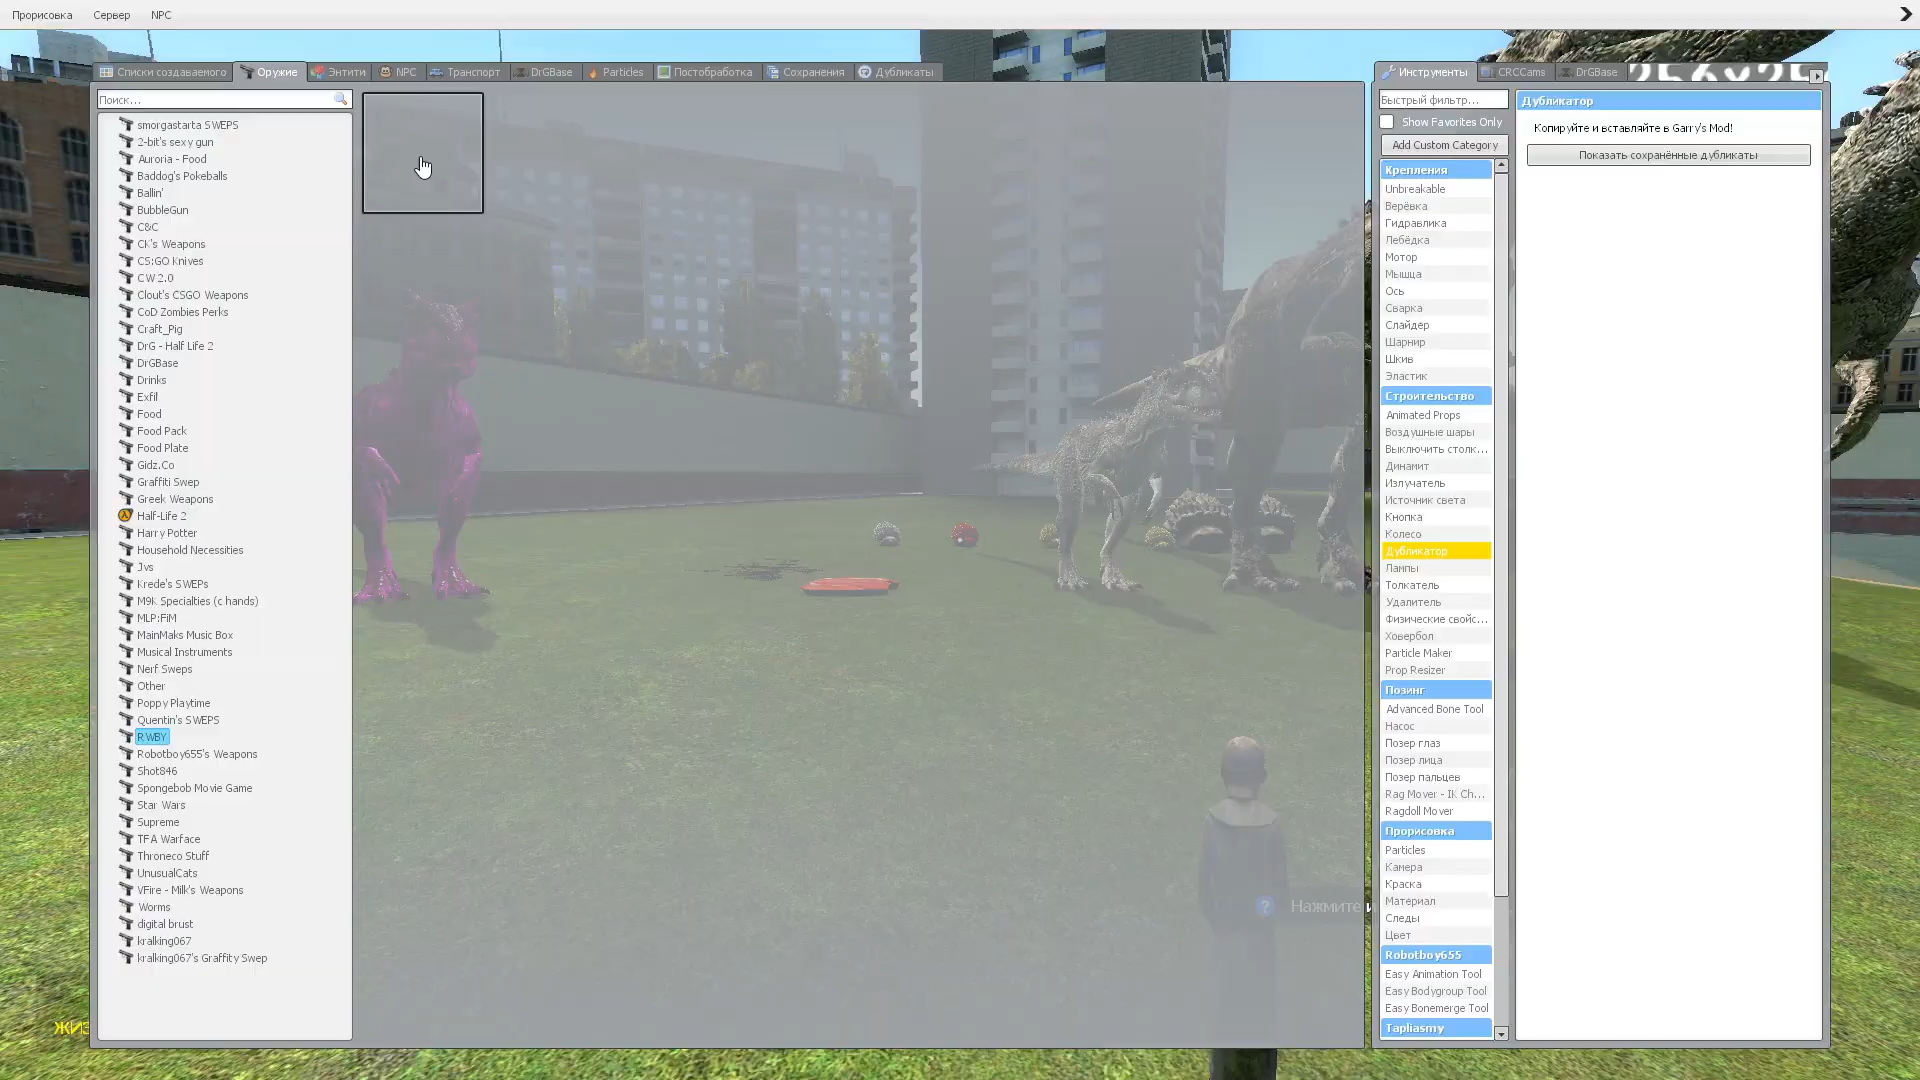 Прорисовка Сервер NPC
Списки создаваемого Оружие Энтити NPC Транспорт DrGBase Particles Постобработка Сохранения Дубликаты
Поиск...
smorgastarta SWEPS
2-bit's sexy gun
Auroria - Food
Baddog's Pokeballs
Ballin'
BubbleGun
C&C
Ck's Weapons
CS:GO Knives
CW 2.0
Clout's CSGO Weapons
CoD Zombies Perks
Craft_Pig
DrG - Half Life 2
DrGBase
Drinks
Exfil
Food
Food Pack
Food Plate
Gidz.Co
Graffiti Swep
Greek Weapons
Half-Life 2
Harry Potter
Household Necessities
Jvs
Krede's SWEPs
M9K Specialties (с hands)
MLP:FiM
MainMaks Music Box
Musical Instruments
Nerf Sweps
Other
Poppy Playtime
Quentin's SWEPS
RWBY
Robotboy655's Weapons
Shot846
Spongebob Movie Game
Star Wars
Supreme
TFA Warface
Throneco Stuff
UnusualCats
VFire - Milk's Weapons
Worms
digital brust
kralking067
kralking067's Graffity Swep
ЖИЗ
Нажмите и
Инструменты CRCCams DrGBase
Быстрый фильтр...
Show Favorites Only
Add Custom Category
Крепления
Unbreakable
Верёвка
Гидравлика
Лебёдка
Мотор
Мышца
Ось
Сварка
Слайдер
Шарнир
Шкив
Эластик
Строительство
Animated Props
Воздушные шары
Выключить столк...
Динамит
Излучатель
Источник света
Кнопка
Колесо
Дубликатор
Лампы
Толкатель
Удалитель
Физические свойс...
Ховербол
Particle Maker
Prop Resizer
Позинг
Advanced Bone Tool
Насос
Позер глаз
Позер лица
Позер пальцев
Rag Mover - IK Ch...
Ragdoll Mover
Прорисовка
Particles
Камера
Краска
Материал
Следы
Цвет
Robotboy655
Easy Animation Tool
Easy Bodygroup Tool
Easy Bonemerge Tool
Tapliasmy
Дубликатор
Копируйте и вставляйте в Garry's Mod!
Показать сохранённые дубликаты